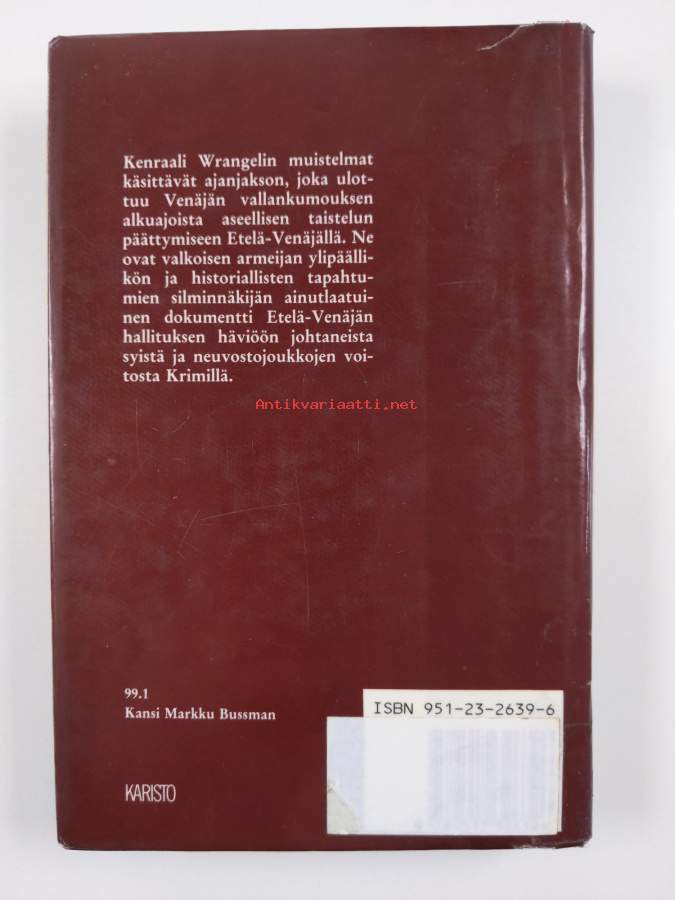 Kenraali Wrangelin muistelmat
käsittävät ajanjakson, joka ulot-
tuu Venäjän vallankumouksen
alkuajoista aseellisen taistelun
päättymiseen Etelä-Venäjällä. Ne
ovat valkoisen armeijan ylipääl-
likön ja historiallisten tapahtu-
mien silminnäkijän ainutlaatui-
nen dokumentti Etelä-Venäjän
hallituksen häviöön johtaneista
syistä ja neuvostojoukkojen voi-
tosta Krimillä.
Antikvariaatti.net
99.1
Kansi Markku Bussman
ISBN 951-23-2639-6
KARISTO